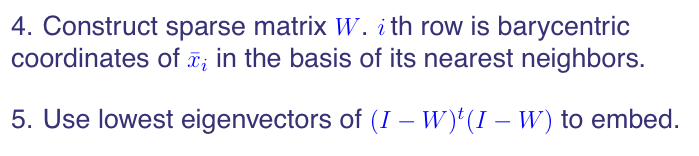 4. Construct sparse matrix W. i th row is barycentric
coordinates of x̄ᵢ in the basis of its nearest neighbors.
5. Use lowest eigenvectors of (I − W)ᵗ(I − W) to embed.